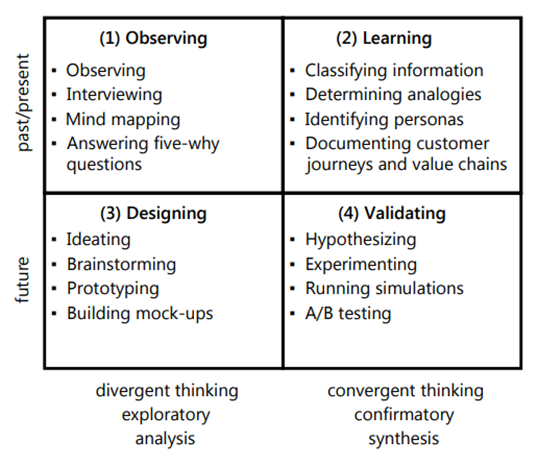 past/present
(1) Observing
▪ Observing
▪ Interviewing
▪ Mind mapping
▪ Answering five-why
questions
(2) Learning
▪ Classifying information
▪ Determining analogies
▪ Identifying personas
▪ Documenting customer
journeys and value chains
future
(3) Designing
▪ Ideating
▪ Brainstorming
▪ Prototyping
▪ Building mock-ups
(4) Validating
▪ Hypothesizing
▪ Experimenting
▪ Running simulations
▪ A/B testing
divergent thinking
exploratory
analysis
convergent thinking
confirmatory
synthesis